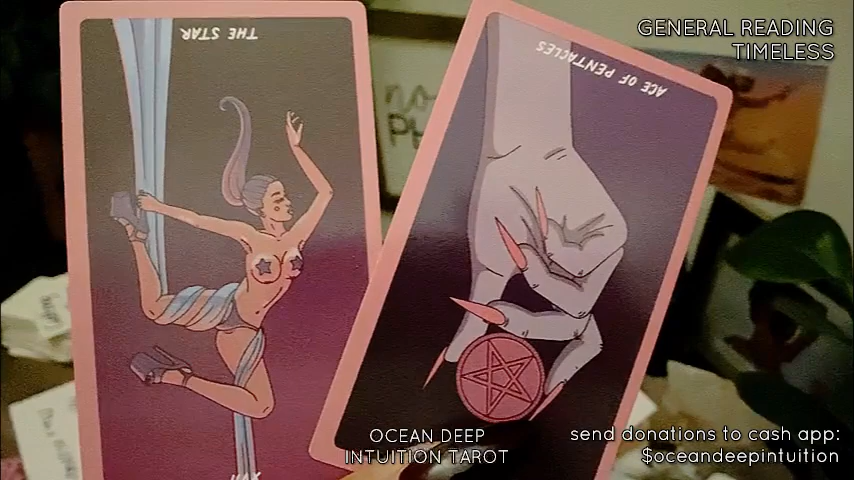 GENERAL READING
TIMELESS
THE STAR
ACE OF PENTACLES
OCEAN DEEP
INTUITION TAROT
send donations to cash app:
$oceandeepintuition